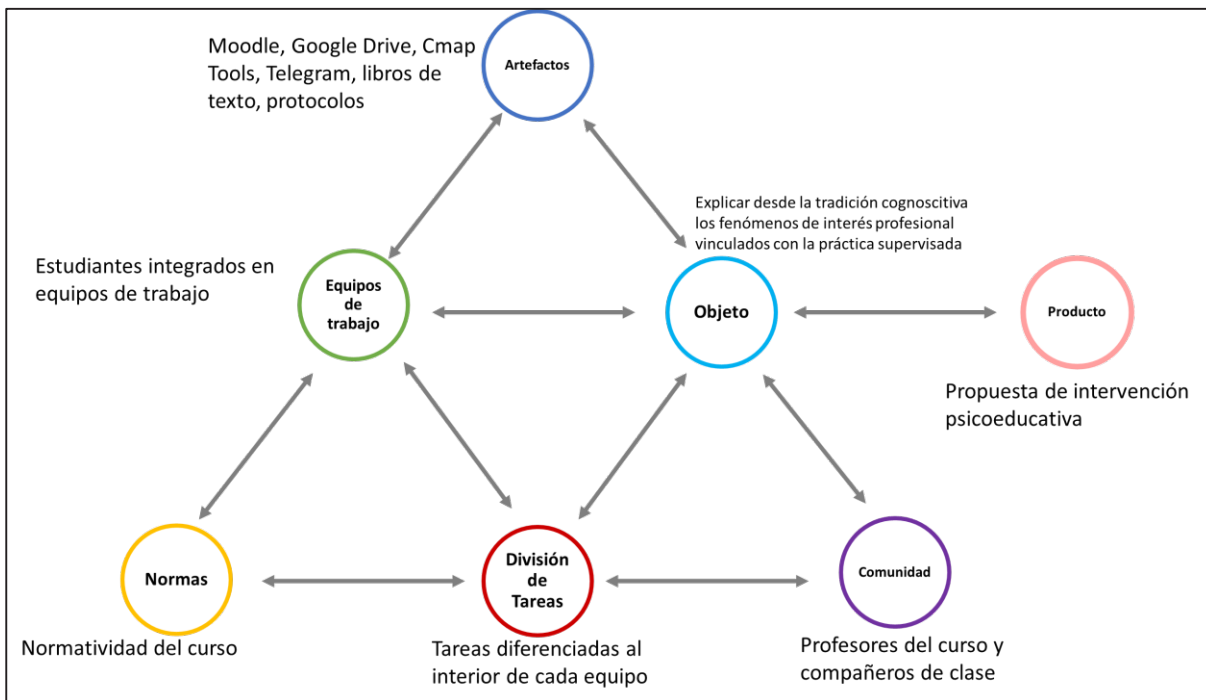 Moodle, Google Drive, Cmap
Tools, Telegram, libros de
texto, protocolos
Artefactos
Explicar desde la tradición cognoscitiva
los fenómenos de interés profesional
vinculados con la práctica supervisada
Estudiantes integrados en
equipos de trabajo
Equipos
de
trabajo
Objeto
Producto
Propuesta de intervención
psicoeducativa
Normas
Normatividad del curso
División
de
Tareas
Tareas diferenciadas al
interior de cada equipo
Comunidad
Profesores del curso y
compañeros de clase